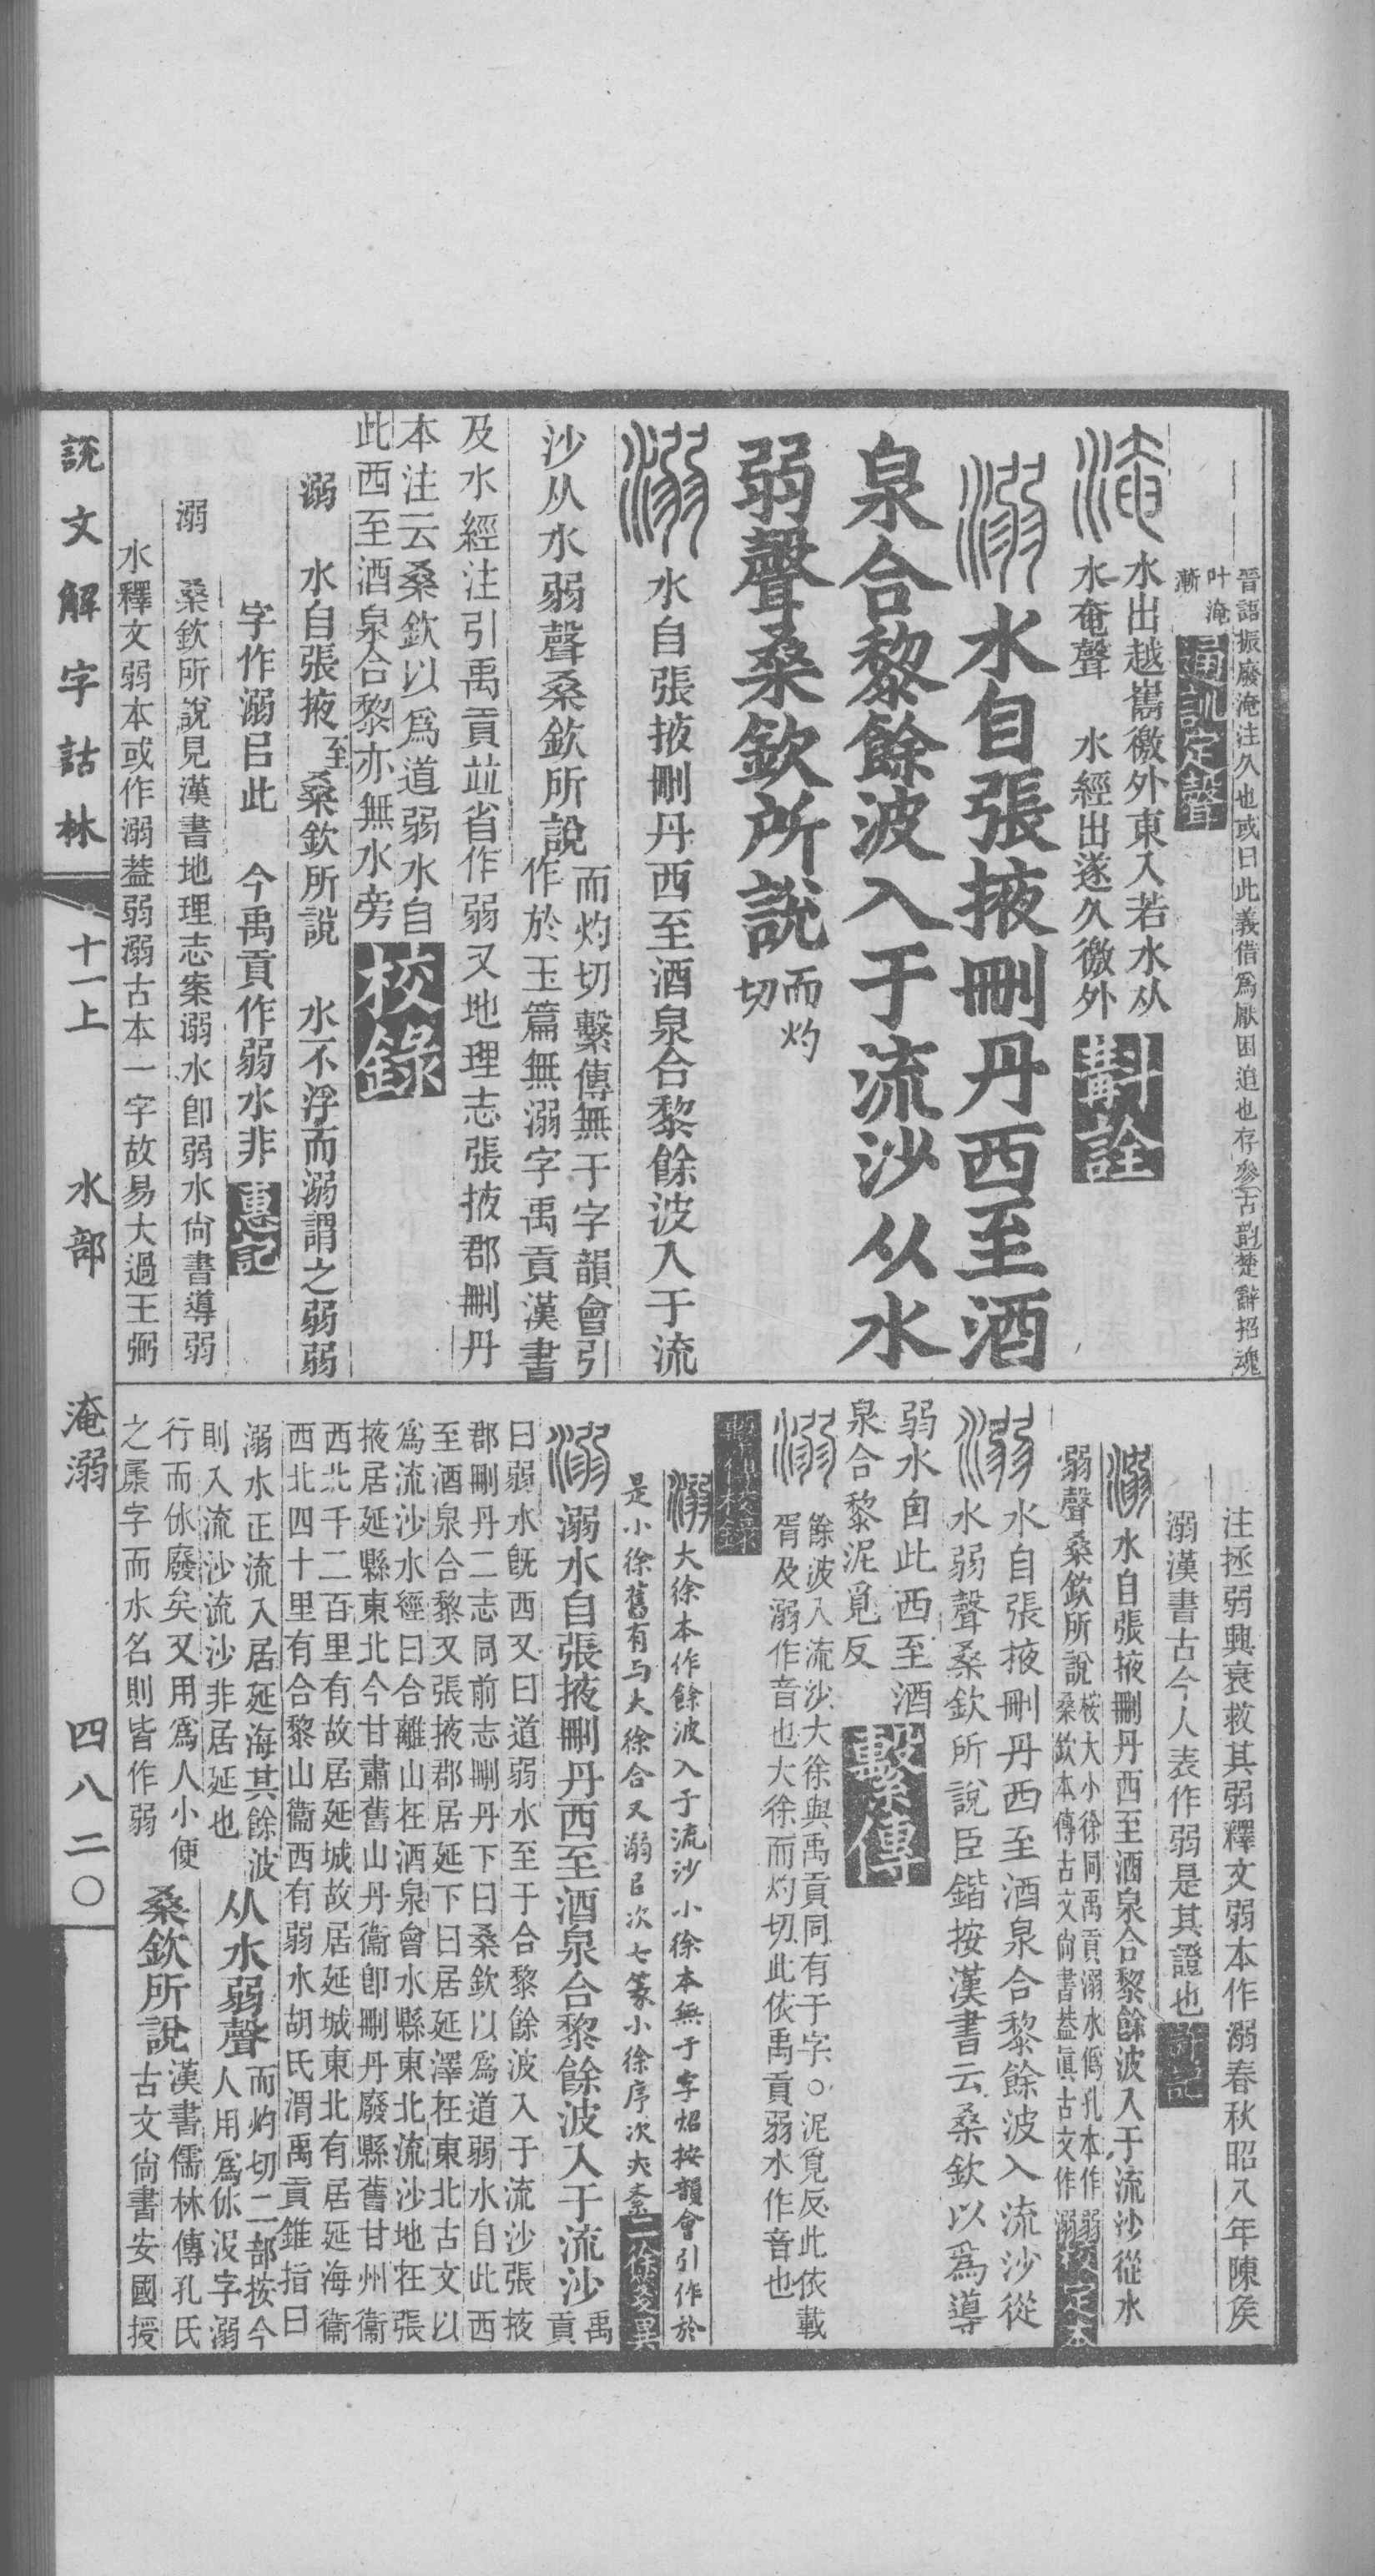 晉語振廢淹注久也或曰此義借爲厭困迫也存參古韵楚辭招魂
叶淹
漸
通訓定聲
淹
水出越嶲徼外東入若水从
水奄聲 水經出遂久徼外
斠詮
溺水自張掖刪丹西至酒
泉合黎餘波入于流沙从水
弱聲桑欽所說 而灼
切
溺水自張掖刪丹西至酒泉合黎餘波入于流
沙从水弱聲桑欽所說
而灼切繫傳無于字韻會引
作於玉篇無溺字禹貢漢書
及水經注引禹貢竝省作弱又地理志張掖郡刪丹
本注云桑欽以爲道弱水自
此西至酒泉合黎亦無水旁
校錄
溺 水自張掖至桑欽所說 水不浮而溺謂之弱弱
字作溺㠯此 今禹貢作弱水非
惠記
溺 桑欽所說見漢書地理志案溺水卽弱水尙書導弱
水釋文弱本或作溺葢弱溺古本一字故易大過王弼
注拯弱興衰救其弱釋文弱本作溺春秋昭八年陳矦
溺漢書古今人表作弱是其證也
溺水自張掖刪丹西至酒泉合黎餘波入于流沙從水
弱聲桑欽所說
桉大小徐同禹貢溺水僞孔本作弱
桑欽本傳古文尙書葢眞古文作溺
校定本
溺水自張掖刪丹西至酒泉合黎餘波入流沙從
水弱聲桑欽所說臣鍇按漢書云桑欽以爲導
弱水自此西至酒
泉合黎泥覓反
繫傳
溺
餘波入流沙大徐與禹貢同有于字○泥覓反此依載
胥及溺作音也大徐而灼切此依禹貢弱水作音也
繫傳校錄
溺大徐本作餘波入于流沙小徐本無于字炤按韻會引作於
是小徐舊有与大徐合又溺㠯次七篆小徐序次夾紊
二徐箋異
溺溺水自張掖刪丹西至酒泉合黎餘波入于流沙
禹
貢
曰弱水旣西又曰道弱水至于合黎餘波入于流沙張掖
郡刪丹二志同前志刪丹下曰桑欽以爲道弱水自此西
至酒泉合黎又張掖郡居延下曰居延澤在東北古文以
爲流沙水經曰合離山在酒泉會水縣東北流沙地在張
掖居延縣東北今甘肅舊山丹衞卽刪丹廢縣舊甘州衞
西北千二百里有故居延城故居延城東北有居延海衞
西北四十里有合黎山衞西有弱水胡氏渭禹貢錐指曰
溺水正流入居延海其餘波
則入流沙流沙非居延也
从水弱聲
而灼切二部按今
人用爲㲻沒字溺
行而㲻廢矣又用爲人小便
之㞙字而水名則皆作弱
桑欽所說
漢書儒林傳孔氏
古文尙書安國授
說文解字詁林 十一上 水部 淹溺 四八二〇